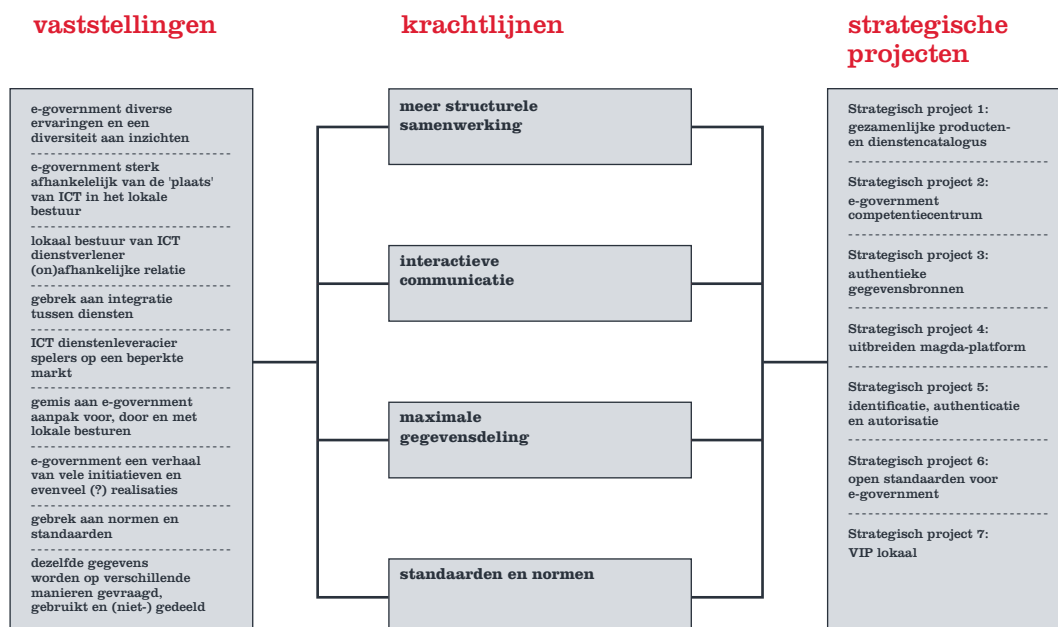 vaststellingen
e-government diverse
ervaringen en een
diversiteit aan inzichten
e-government sterk
afhankelelijk van de 'plaats'
van ICT in het lokale
bestuur
lokaal bestuur van ICT
dienstverlener
(on)afhankelijke relatie
gebrek aan integratie
tussen diensten
ICT dienstenleveracier
spelers op een beperkte
markt
gemis aan e-government
aanpak voor, door en met
lokale besturen
e-government een verhaal
van vele initiatieven en
evenveel (?) realisaties
gebrek aan normen en
standaarden
dezelfde gegevens
worden op verschillende
manieren gevraagd,
gebruikt en (niet-) gedeeld
krachtlijnen
meer structurele
samenwerking
interactieve
communicatie
maximale
gegevensdeling
standaarden en normen
strategische
projecten
Strategisch project 1:
gezamenlijke producten-
en dienstencatalogus
Strategisch project 2:
e-government
competentiecentrum
Strategisch project 3:
authentieke
gegevensbronnen
Strategisch project 4:
uitbreiden magda-platform
Strategisch project 5:
identificatie, authenticatie
en autorisatie
Strategisch project 6:
open standaarden voor
e-government
Strategisch project 7:
VIP lokaal